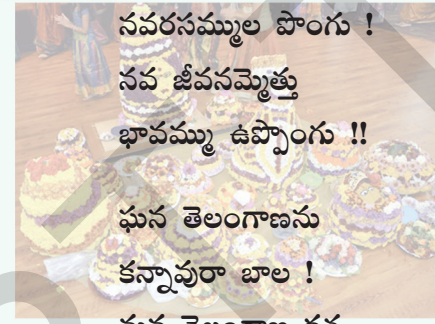 నవరసమ్ముల పొంగు !
నవ జీవనమ్మెత్తు
భావమ్ము ఉప్పొంగు !!
ఘన తెలంగాణను
కన్నావురా బాల !